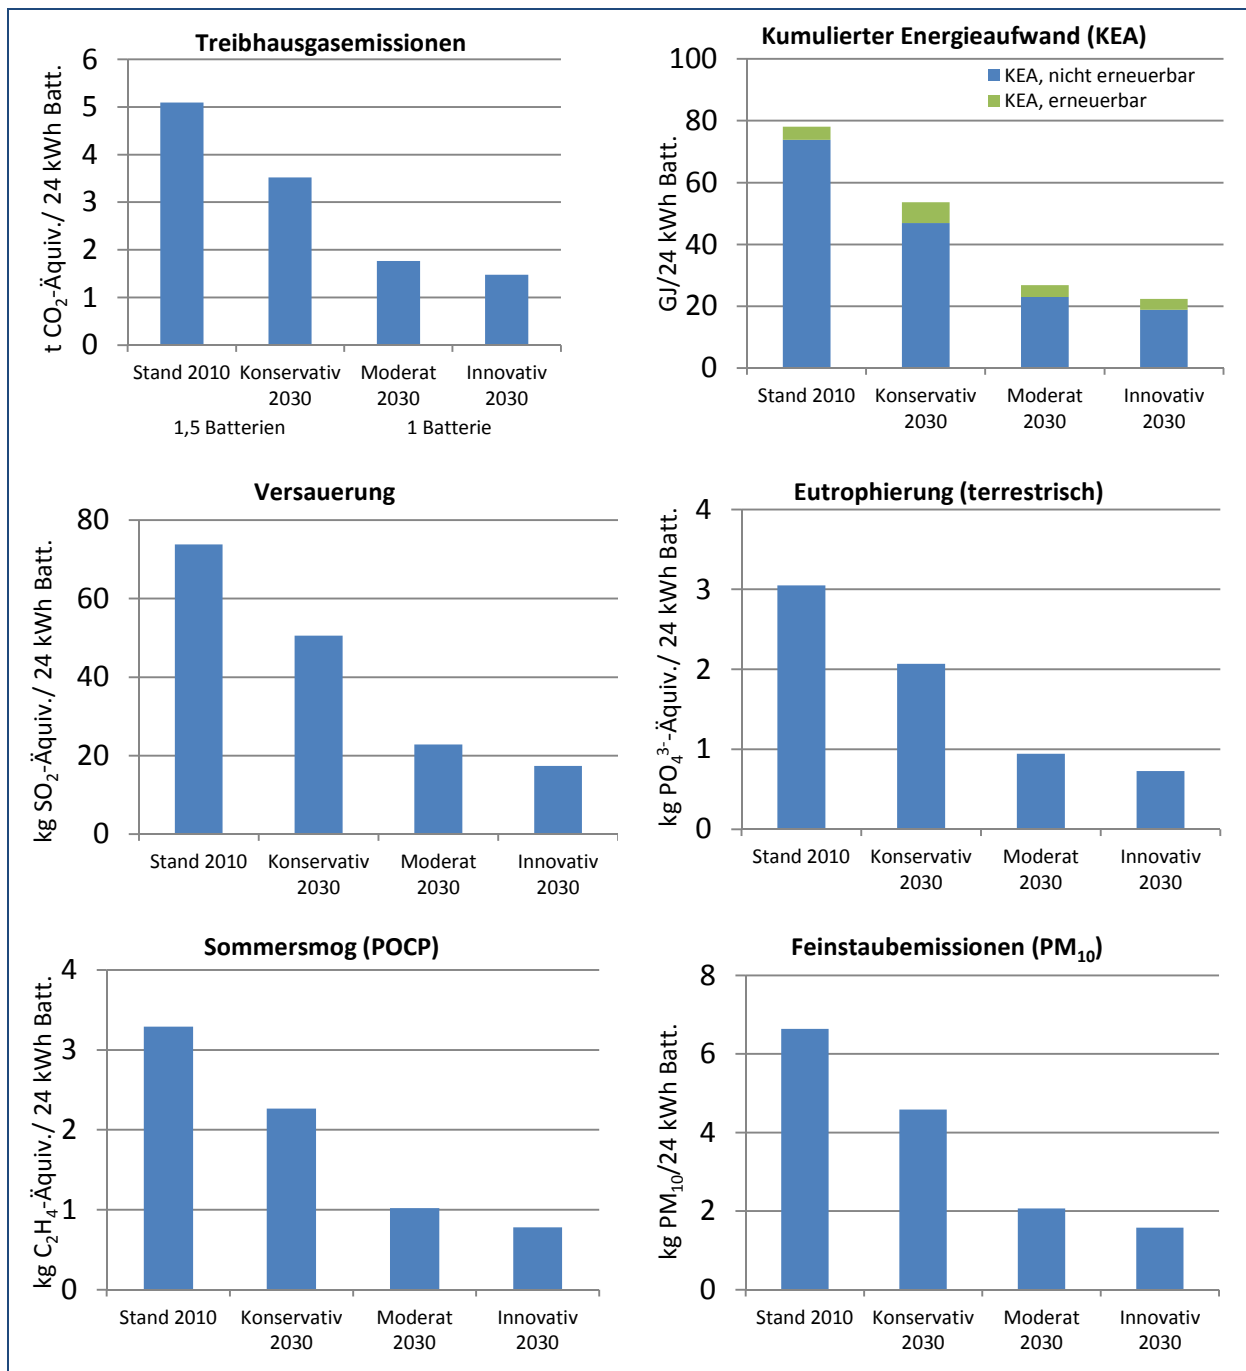 Treibhausgasemissionen
6
5
4
3
2
1
0
t CO₂-Äquiv./ 24 kWh Batt.
Stand 2010
Konservativ
2030
Moderat
2030
Innovativ
2030
1,5 Batterien
1 Batterie
Kumulierter Energieaufwand (KEA)
100
80
60
40
20
0
GJ/24 kWh Batt.
KEA, nicht erneuerbar
KEA, erneuerbar
Stand 2010
Konservativ
2030
Moderat
2030
Innovativ
2030
Versauerung
80
60
40
20
0
kg SO₂-Äquiv./ 24 kWh Batt.
Stand 2010
Konservativ
2030
Moderat
2030
Innovativ
2030
Eutrophierung (terrestrisch)
4
3
2
1
0
kg PO₄³⁻-Äquiv./ 24 kWh Batt.
Stand 2010
Konservativ
2030
Moderat
2030
Innovativ
2030
Sommersmog (POCP)
4
3
2
1
0
kg C₂H₄-Äquiv./ 24 kWh Batt.
Stand 2010
Konservativ
2030
Moderat
2030
Innovativ
2030
Feinstaubemissionen (PM₁₀)
8
6
4
2
0
kg PM₁₀/24 kWh Batt.
Stand 2010
Konservativ
2030
Moderat
2030
Innovativ
2030